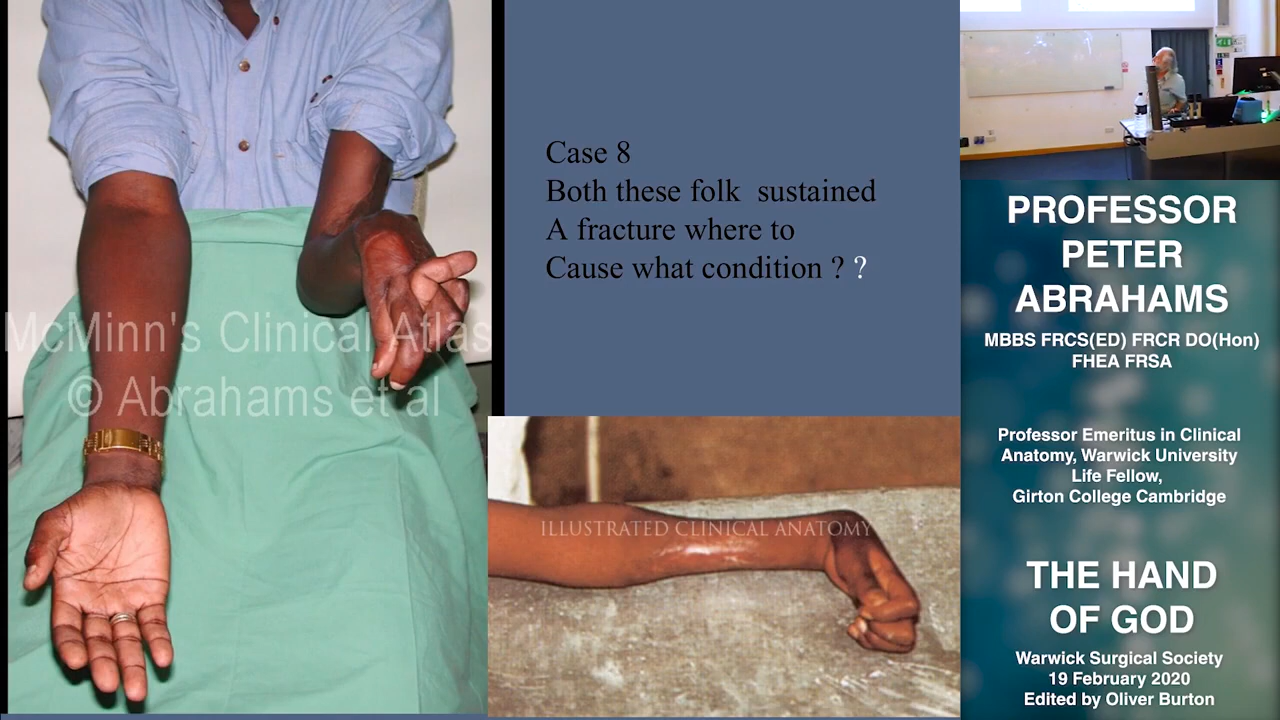 McMinn's Clinical Atlas
© Abrahams et al
Case 8
Both these folk sustained
A fracture where to
Cause what condition ? ?
ILLUSTRATED CLINICAL ANATOMY
PROFESSOR
PETER
ABRAHAMS
MBBS FRCS(ED) FRCR DO(Hon)
FHEA FRSA
Professor Emeritus in Clinical
Anatomy, Warwick University
Life Fellow,
Girton College Cambridge
THE HAND
OF GOD
Warwick Surgical Society
19 February 2020
Edited by Oliver Burton